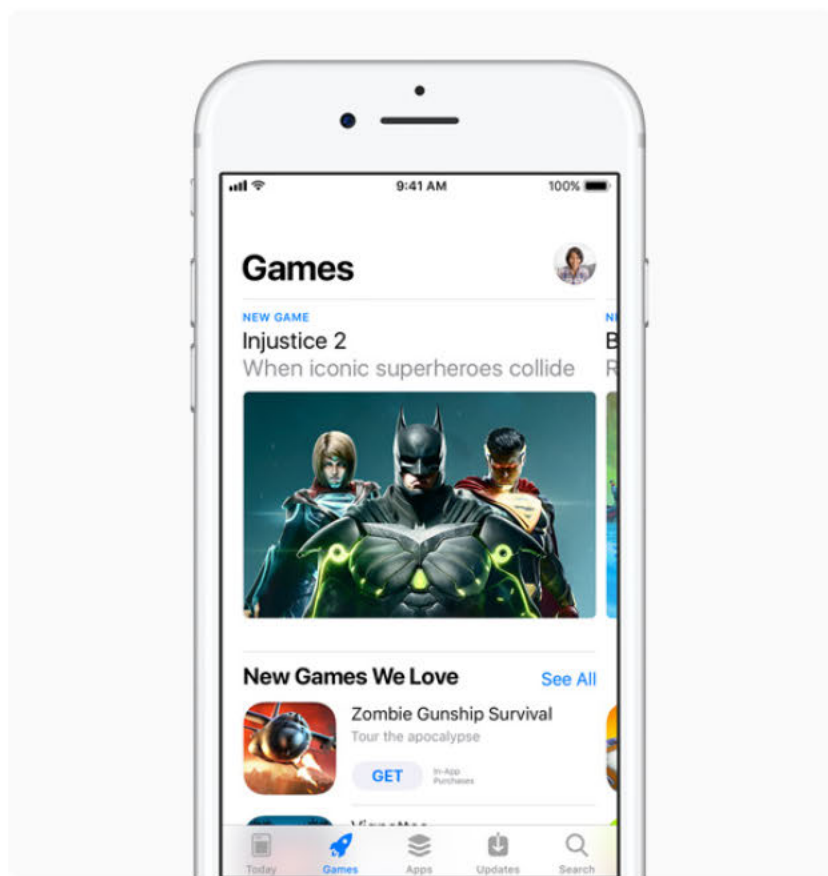 9:41 AM
100%
Games
NEW GAME
Injustice 2
When iconic superheroes collide
B
R
New Games We Love
See All
Zombie Gunship Survival
Tour the apocalypse
GET
In-App
Purchases
Today
Games
Apps
Updates
Search